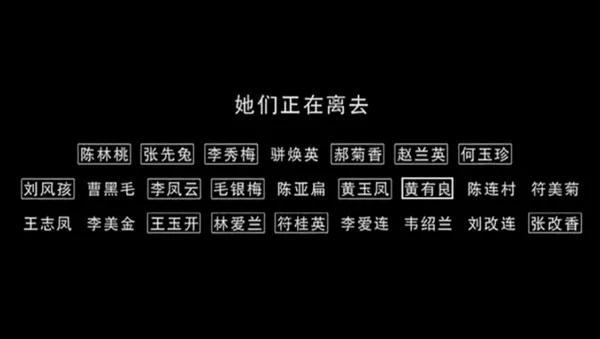 她们正在离去
陈林桃 张先兔 李秀梅 骈焕英 郝菊香 赵兰英 何玉珍
刘风孩 曹黑毛 李凤云 毛银梅 陈亚扁 黄玉凤 黄有良 陈连村 符美菊
王志凤 李美金 王玉开 林爱兰 符桂英 李爱连 韦绍兰 刘改连 张改香